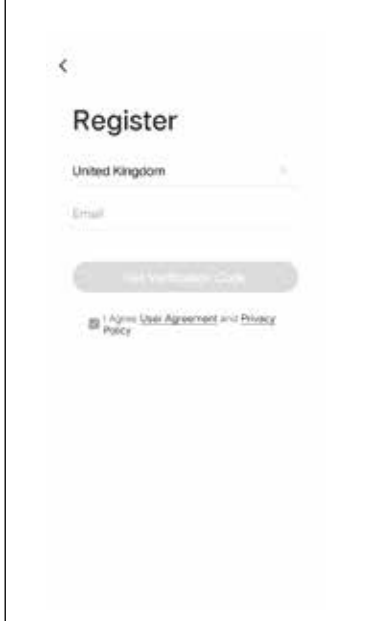 Register
United Kingdom
Email
Get Verification Code
I Agree User Agreement and Privacy
Policy